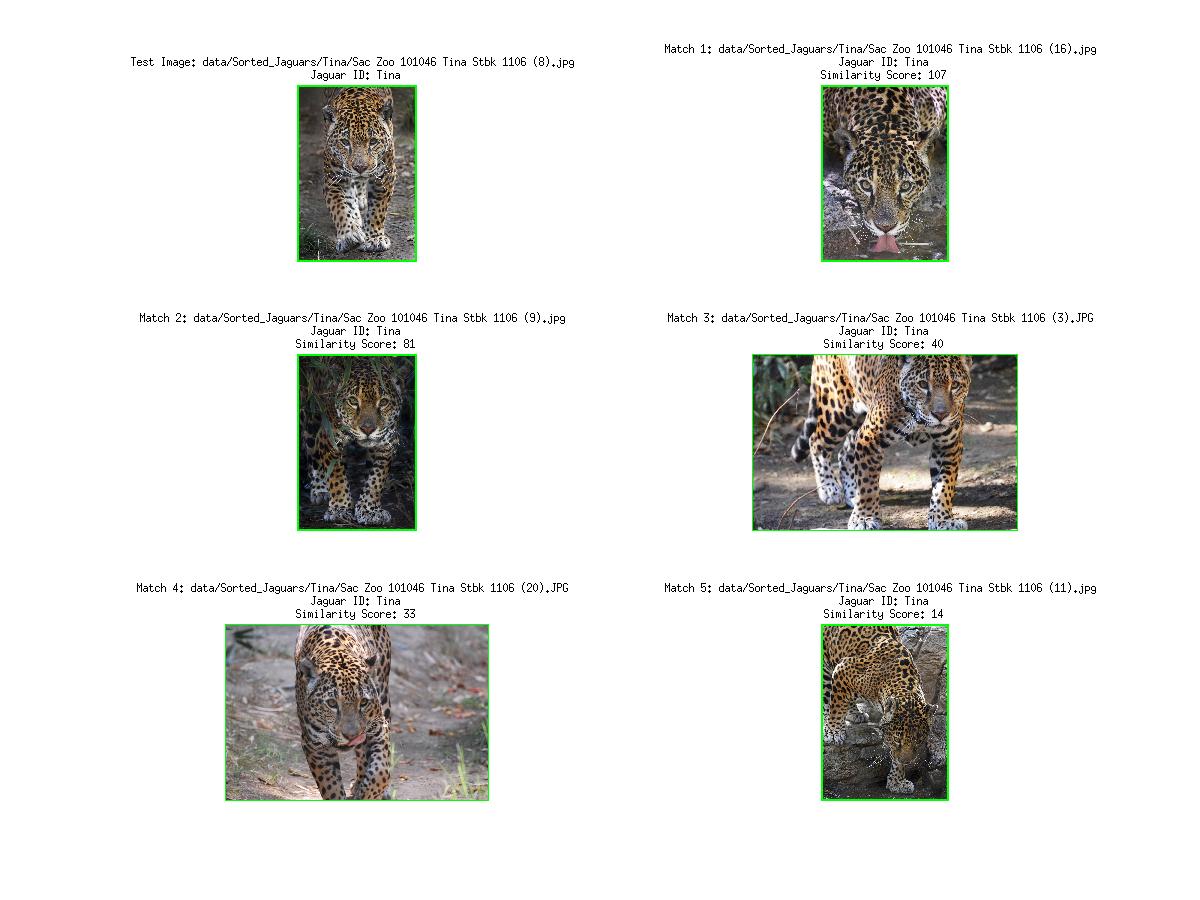 Test Image: data/Sorted_Jaguars/Tina/Sac Zoo 101046 Tina Stbk 1106 (8).jpg
Jaguar ID: Tina
Match 1: data/Sorted_Jaguars/Tina/Sac Zoo 101046 Tina Stbk 1106 (16).jpg
Jaguar ID: Tina
Similarity Score: 107
Match 2: data/Sorted_Jaguars/Tina/Sac Zoo 101046 Tina Stbk 1106 (9).jpg
Jaguar ID: Tina
Similarity Score: 81
Match 3: data/Sorted_Jaguars/Tina/Sac Zoo 101046 Tina Stbk 1106 (3).JPG
Jaguar ID: Tina
Similarity Score: 40
Match 4: data/Sorted_Jaguars/Tina/Sac Zoo 101046 Tina Stbk 1106 (20).JPG
Jaguar ID: Tina
Similarity Score: 33
Match 5: data/Sorted_Jaguars/Tina/Sac Zoo 101046 Tina Stbk 1106 (11).jpg
Jaguar ID: Tina
Similarity Score: 14